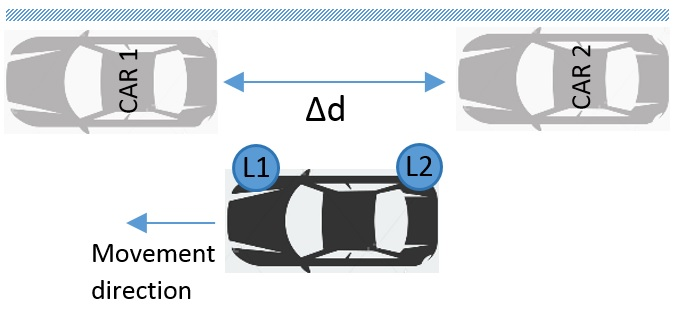 CAR 1
CAR 2
Δd
L1
L2
Movement
direction